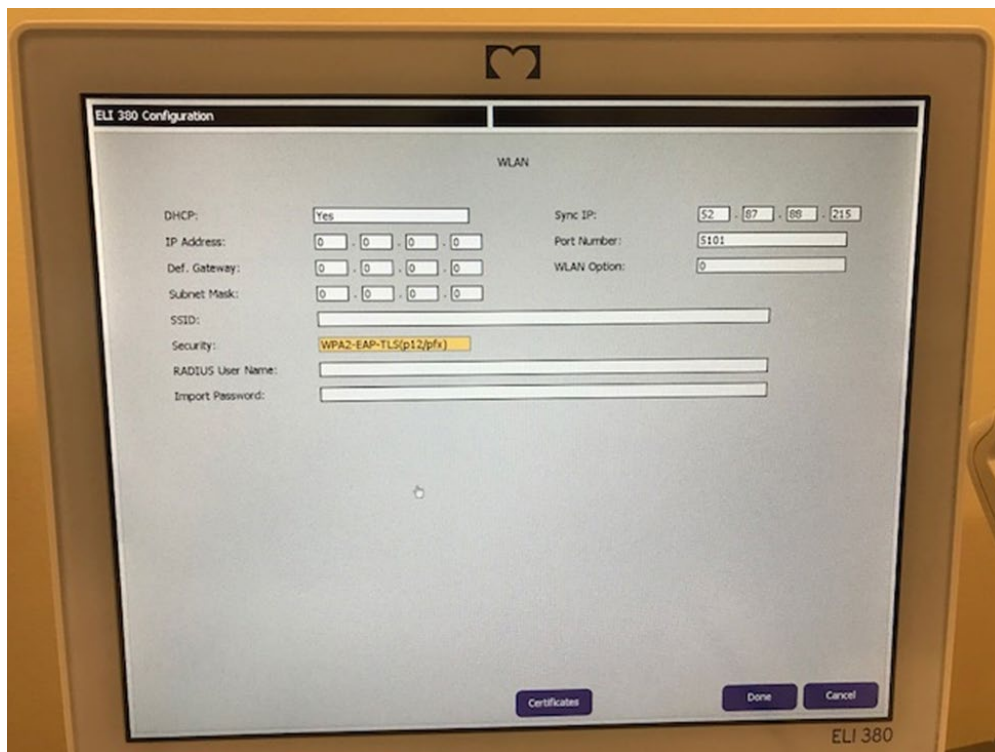 ELI 380 Configuration
WLAN
DHCP: Yes Sync IP: 52 . 87 . 88 . 215
IP Address: 0 . 0 . 0 . 0 Port Number: 5101
Def. Gateway: 0 . 0 . 0 . 0 WLAN Option: 0
Subnet Mask: 0 . 0 . 0 . 0
SSID:
Security: WPA2-EAP-TLS(p12/pfx)
RADIUS User Name:
Import Password:
Certificates Done Cancel
ELI 380